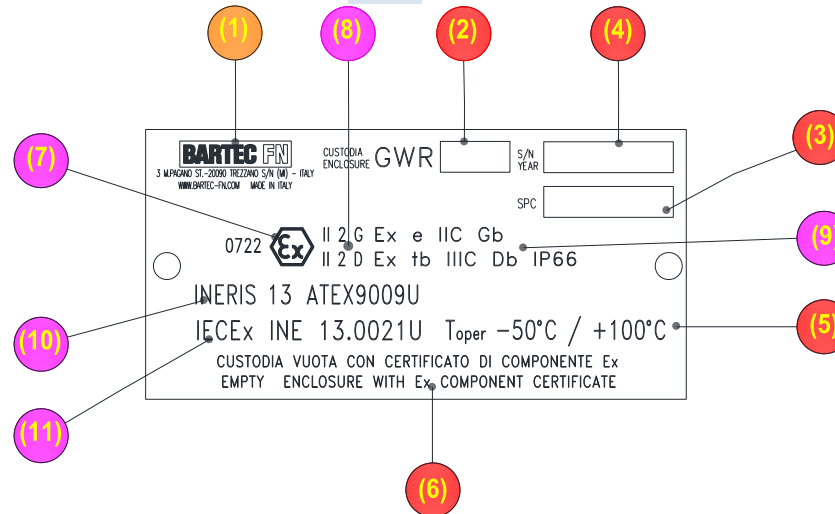 (1)
(8)
(2)
(4)
(3)
(7)
BARTEC FN
3 M.PAGANO ST.-20090 TREZZANO S/N (MI) - ITALY
WWW.BARTEC-FN.COM MADE IN ITALY
CUSTODIA
ENCLOSURE GWR
S/N
YEAR
SPC
0722 Ex II 2 G Ex e IIC Gb
II 2 D Ex tb IIIC Db IP66
(9)
INERIS 13 ATEX9009U
(10)
IECEx INE 13.0021U Toper -50°C / +100°C
(5)
CUSTODIA VUOTA CON CERTIFICATO DI COMPONENTE Ex
EMPTY ENCLOSURE WITH Ex COMPONENT CERTIFICATE
(11)
(6)